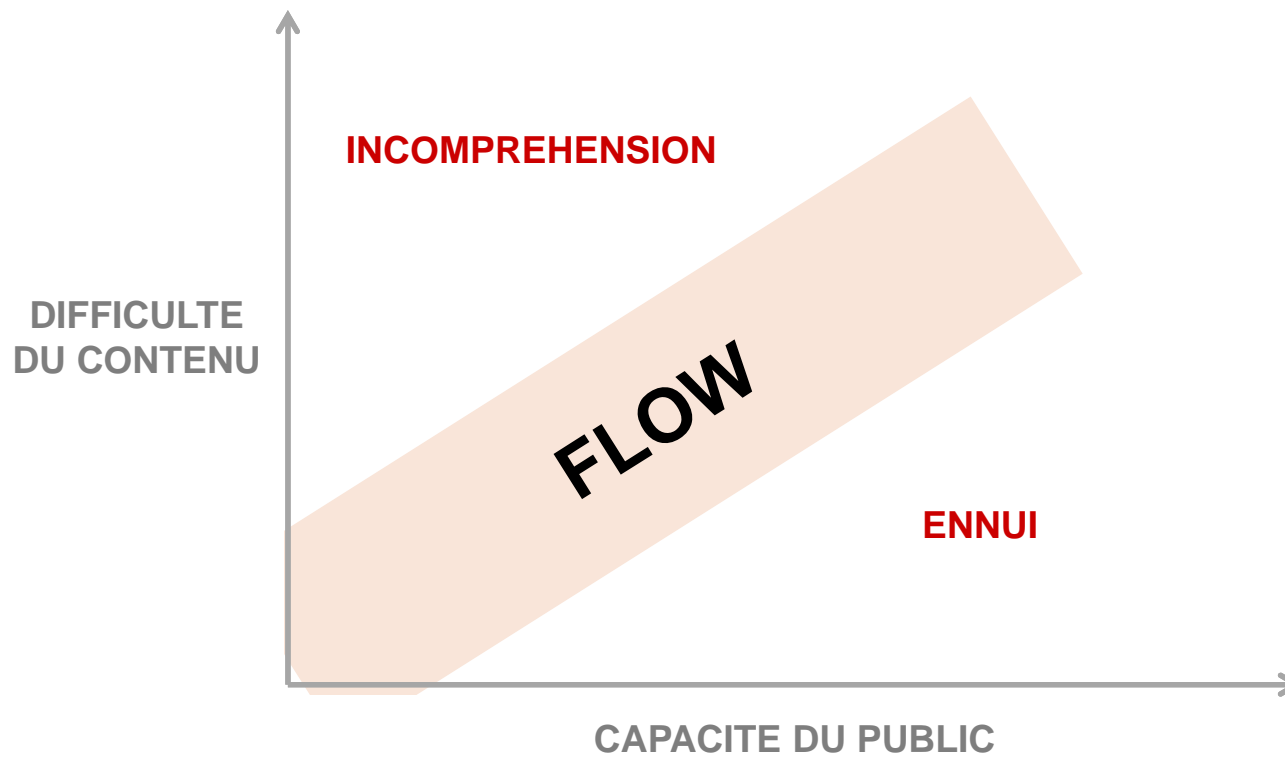 INCOMPREHENSION
DIFFICULTE
DU CONTENU
FLOW
ENNUI
CAPACITE DU PUBLIC